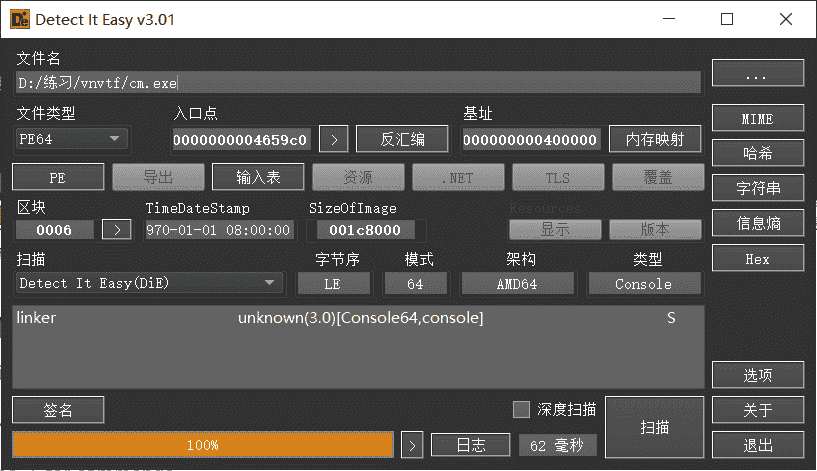 Detect It Easy v3.01
文件名
D:/练习/vnvtf/cm.exe
...
文件类型 入口点 基址
PE64 0000000004659c0 > 反汇编 000000000400000 内存映射 MIME
PE 导出 输入表 资源 .NET TLS 覆盖 哈希
区块 TimeDateStamp SizeOfImage Resources 字符串
0006 > 970-01-01 08:00:00 001c8000 显示 版本 信息熵
扫描 字节序 模式 架构 类型 Hex
Detect It Easy(DiE) LE 64 AMD64 Console
linker unknown(3.0)[Console64,console] S
选项
签名 深度扫描 扫描 关于
100% > 日志 62 毫秒 退出